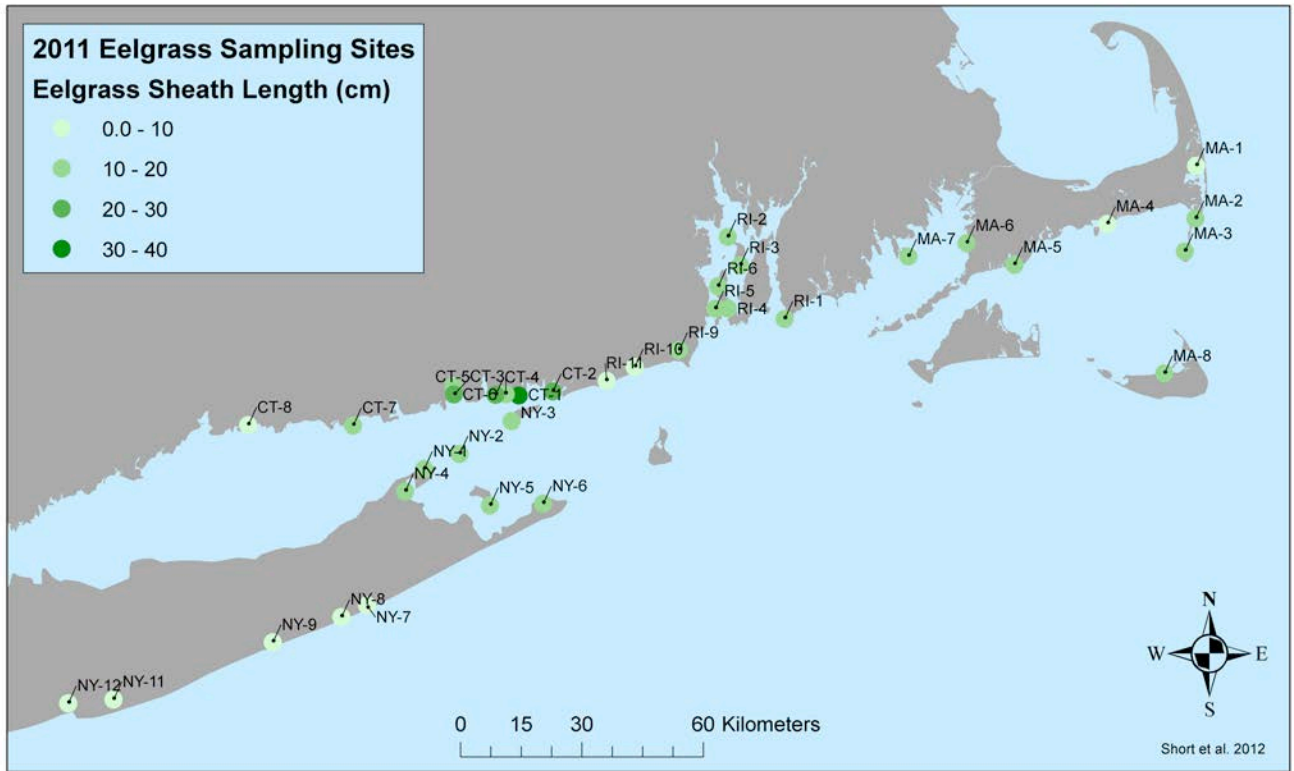 2011 Eelgrass Sampling Sites
Eelgrass Sheath Length (cm)
0.0 - 10
10 - 20
20 - 30
30 - 40
MA-1
MA-2
MA-4
MA-3
MA-6
MA-7
MA-5
MA-8
RI-2
RI-3
RI-6
RI-5
RI-4
RI-1
RI-9
RI-10
RI-11
CT-2
CT-5
CT-3
CT-4
CT-6
CT-1
CT-8
CT-7
NY-3
NY-2
NY-1
NY-4
NY-5
NY-6
NY-8
NY-7
NY-9
NY-12
NY-11
N
W
E
S
0 15 30 60 Kilometers
Short et al. 2012